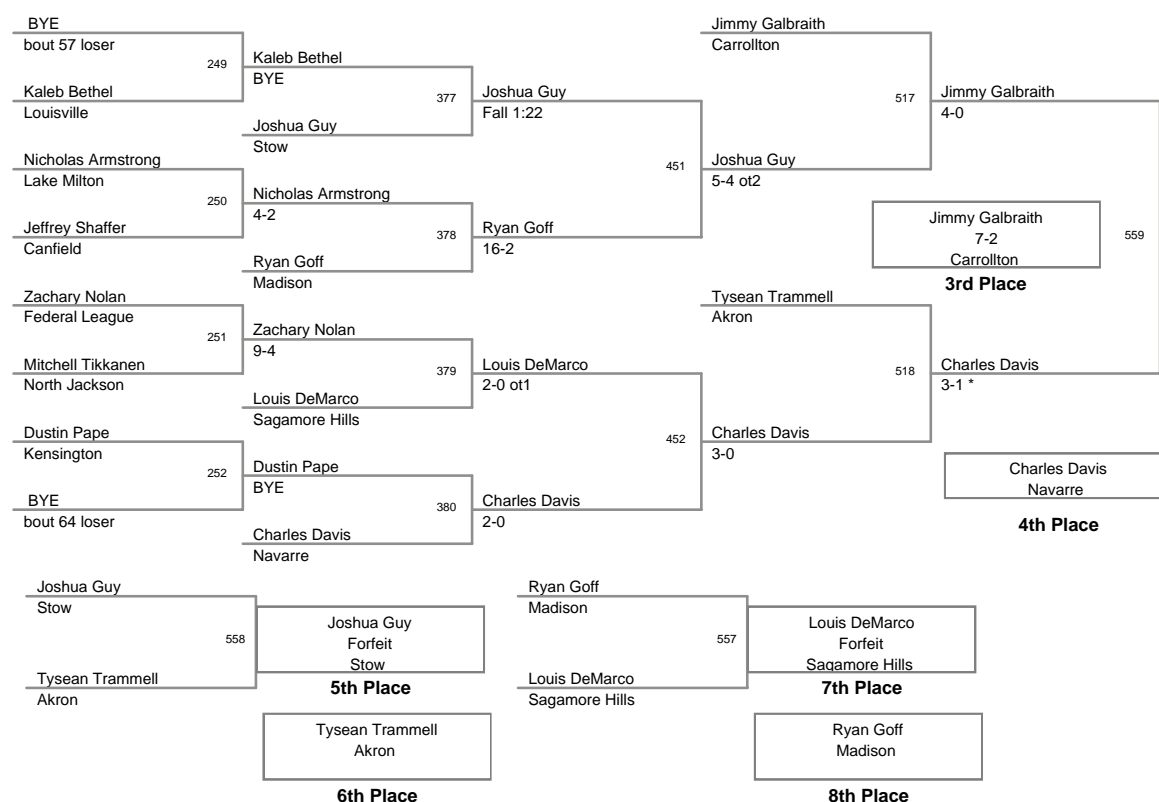 BYE
bout 57 loser
249
Kaleb Bethel
Louisville
Kaleb Bethel
BYE
377
Joshua Guy
Stow
Joshua Guy
Fall 1:22
Nicholas Armstrong
Lake Milton
250
Jeffrey Shaffer
Canfield
Nicholas Armstrong
4-2
378
Ryan Goff
Madison
Ryan Goff
16-2
451
Joshua Guy
5-4 ot2
Jimmy Galbraith
Carrollton
517
Jimmy Galbraith
4-0
Zachary Nolan
Federal League
251
Mitchell Tikkanen
North Jackson
Zachary Nolan
9-4
379
Louis DeMarco
Sagamore Hills
Louis DeMarco
2-0 ot1
Dustin Pape
Kensington
252
BYE
bout 64 loser
Dustin Pape
BYE
380
Charles Davis
Navarre
Charles Davis
2-0
452
Charles Davis
3-0
Tysean Trammell
Akron
518
Charles Davis
3-1 *
559
Jimmy Galbraith
7-2
Carrollton
3rd Place
Charles Davis
Navarre
4th Place
Joshua Guy
Stow
558
Tysean Trammell
Akron
Joshua Guy
Forfeit
Stow
5th Place
Tysean Trammell
Akron
6th Place
Ryan Goff
Madison
557
Louis DeMarco
Sagamore Hills
Louis DeMarco
Forfeit
Sagamore Hills
7th Place
Ryan Goff
Madison
8th Place